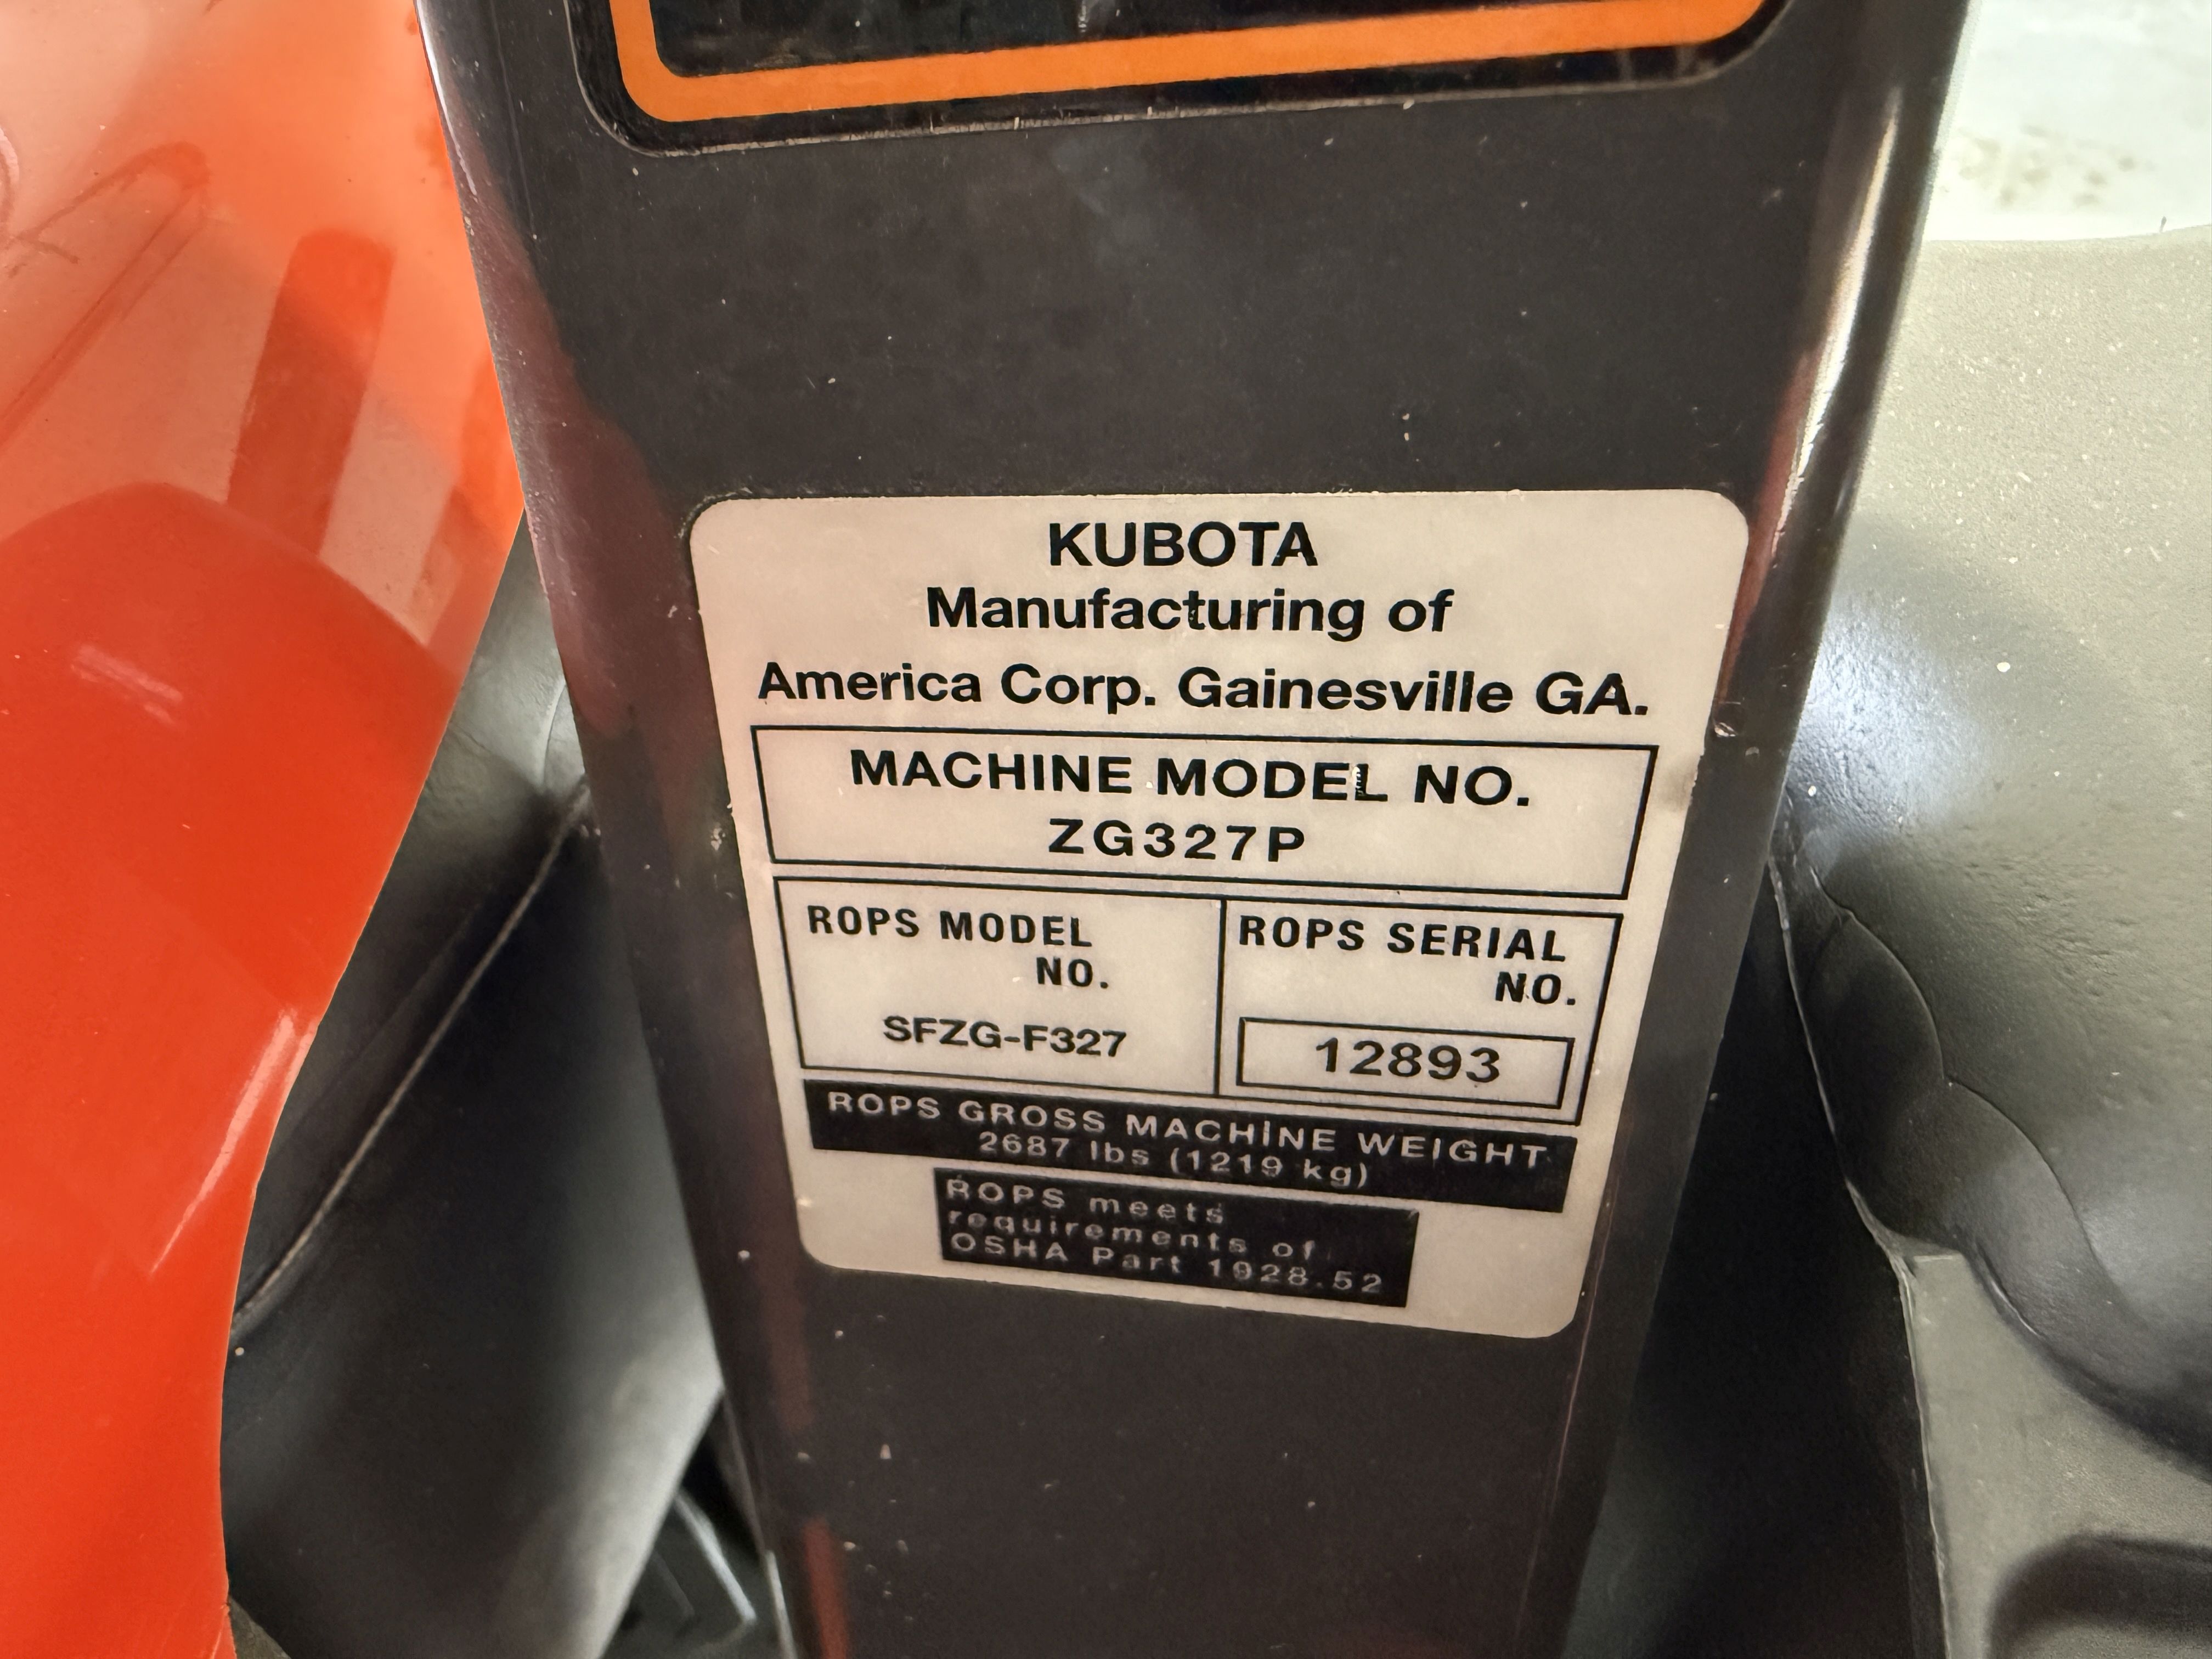 KUBOTA
Manufacturing of
America Corp. Gainesville GA.
MACHINE MODEL NO.
ZG327P
ROPS MODEL
NO.
SFZG-F327
ROPS SERIAL
NO.
12893
ROPS GROSS MACHINE WEIGHT
2687 lbs (1219 kg)
ROPS meets
requirements of
OSHA Part 1928.52